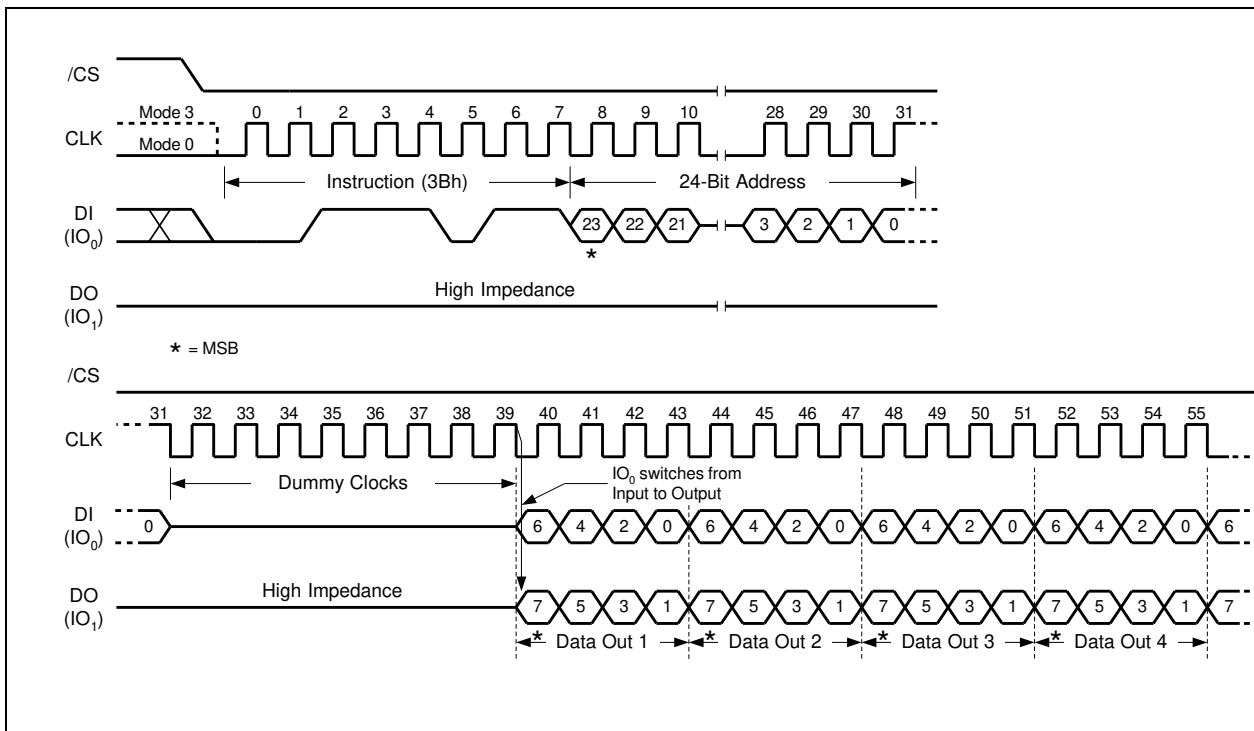 /CS
Mode 3 0 1 2 3 4 5 6 7 8 9 10 28 29 30 31
CLK Mode 0
Instruction (3Bh) 24-Bit Address
DI
(IO0) 23 22 21 3 2 1 0
*
High Impedance
DO
(IO1)
* = MSB
/CS
31 32 33 34 35 36 37 38 39 40 41 42 43 44 45 46 47 48 49 50 51 52 53 54 55
CLK
Dummy Clocks
IO0 switches from
Input to Output
DI
(IO0) 0 6 4 2 0 6 4 2 0 6 4 2 0 6 4 2 0 6
High Impedance
DO
(IO1) 7 5 3 1 7 5 3 1 7 5 3 1 7 5 3 1 7
* Data Out 1 * Data Out 2 * Data Out 3 * Data Out 4